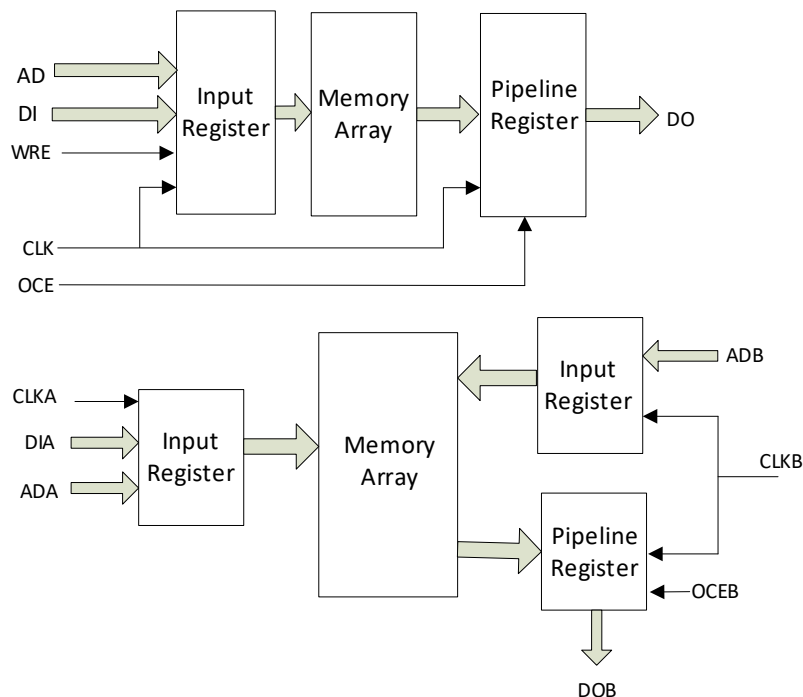 AD
DI
WRE
CLK
OCE
Input
Register
Memory
Array
Pipeline
Register
DO
CLKA
DIA
ADA
Input
Register
Memory
Array
Input
Register
ADB
CLKB
Pipeline
Register
OCEB
DOB